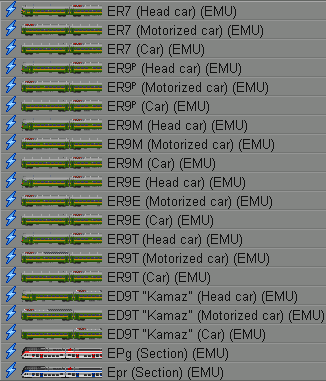 ER7 (Head car) (EMU)
ER7 (Motorized car) (EMU)
ER7 (Car) (EMU)
ER9ᴾ (Head car) (EMU)
ER9ᴾ (Motorized car) (EMU)
ER9ᴾ (Car) (EMU)
ER9M (Head car) (EMU)
ER9M (Motorized car) (EMU)
ER9M (Car) (EMU)
ER9E (Head car) (EMU)
ER9E (Motorized car) (EMU)
ER9E (Car) (EMU)
ER9T (Head car) (EMU)
ER9T (Motorized car) (EMU)
ER9T (Car) (EMU)
ED9T "Kamaz" (Head car) (EMU)
ED9T "Kamaz" (Motorized car) (EMU)
ED9T "Kamaz" (Car) (EMU)
EPg (Section) (EMU)
Epr (Section) (EMU)